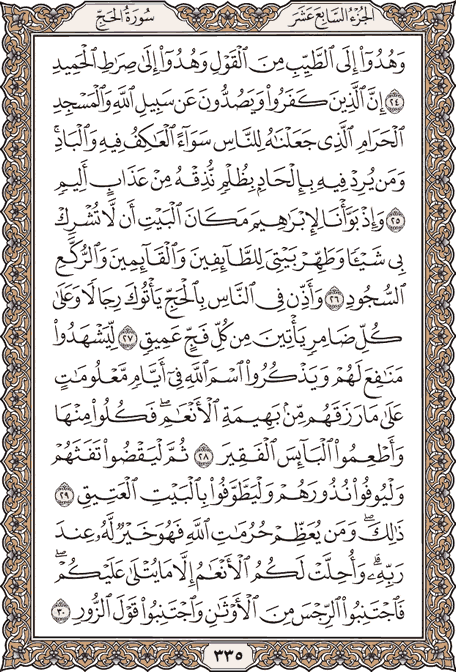 الجزء السابع عشر
سورة الحج
وَهُدُوٓا۟ إِلَى ٱلطَّيِّبِ مِنَ ٱلْقَوْلِ وَهُدُوٓا۟ إِلَىٰ صِرَٰطِ ٱلْحَمِيدِ
٢٤ إِنَّ ٱلَّذِينَ كَفَرُوا۟ وَيَصُدُّونَ عَن سَبِيلِ ٱللَّهِ وَٱلْمَسْجِدِ
ٱلْحَرَامِ ٱلَّذِى جَعَلْنَٰهُ لِلنَّاسِ سَوَآءً ٱلْعَٰكِفُ فِيهِ وَٱلْبَادِ ۚ
وَمَن يُرِدْ فِيهِ بِإِلْحَادٍۭ بِظُلْمٍ نُّذِقْهُ مِنْ عَذَابٍ أَلِيمٍ
٢٥ وَإِذْ بَوَّأْنَا لِإِبْرَٰهِيمَ مَكَانَ ٱلْبَيْتِ أَن لَّا تُشْرِكْ
بِى شَيْـًٔا وَطَهِّرْ بَيْتِىَ لِلطَّآئِفِينَ وَٱلْقَآئِمِينَ وَٱلرُّكَّعِ
ٱلسُّجُودِ ٢٦ وَأَذِّن فِى ٱلنَّاسِ بِٱلْحَجِّ يَأْتُوكَ رِجَالًا وَعَلَىٰ
كُلِّ ضَامِرٍ يَأْتِينَ مِن كُلِّ فَجٍّ عَمِيقٍ ٢٧ لِّيَشْهَدُوا۟
مَنَٰفِعَ لَهُمْ وَيَذْكُرُوا۟ ٱسْمَ ٱللَّهِ فِىٓ أَيَّامٍ مَّعْلُومَٰتٍ
عَلَىٰ مَا رَزَقَهُم مِّنۢ بَهِيمَةِ ٱلْأَنْعَٰمِ ۖ فَكُلُوا۟ مِنْهَا
وَأَطْعِمُوا۟ ٱلْبَآئِسَ ٱلْفَقِيرَ ٢٨ ثُمَّ لْيَقْضُوا۟ تَفَثَهُمْ
وَلْيُوفُوا۟ نُذُورَهُمْ وَلْيَطَّوَّفُوا۟ بِٱلْبَيْتِ ٱلْعَتِيقِ ٢٩
ذَٰلِكَ ۖ وَمَن يُعَظِّمْ حُرُمَٰتِ ٱللَّهِ فَهُوَ خَيْرٌ لَّهُۥ عِندَ
رَبِّهِۦ ۗ وَأُحِلَّتْ لَكُمُ ٱلْأَنْعَٰمُ إِلَّا مَا يُتْلَىٰ عَلَيْكُمْ ۖ
فَٱجْتَنِبُوا۟ ٱلرِّجْسَ مِنَ ٱلْأَوْثَٰنِ وَٱجْتَنِبُوا۟ قَوْلَ ٱلزُّورِ ٣٠
٣٣٥